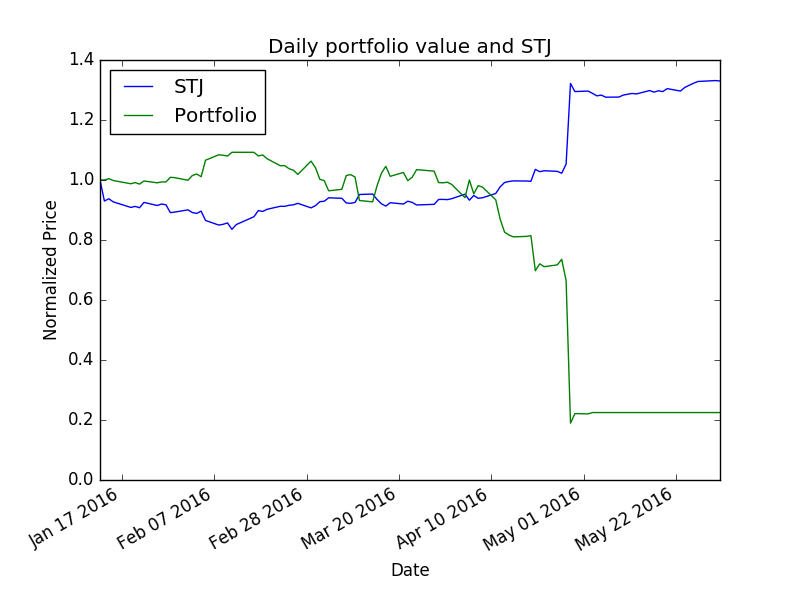 Daily portfolio value and STJ
STJ
Portfolio
1.4
1.2
1.0
0.8
0.6
0.4
0.2
0.0
Normalized Price
Jan 17 2016
Feb 07 2016
Feb 28 2016
Mar 20 2016
Apr 10 2016
May 01 2016
May 22 2016
Date